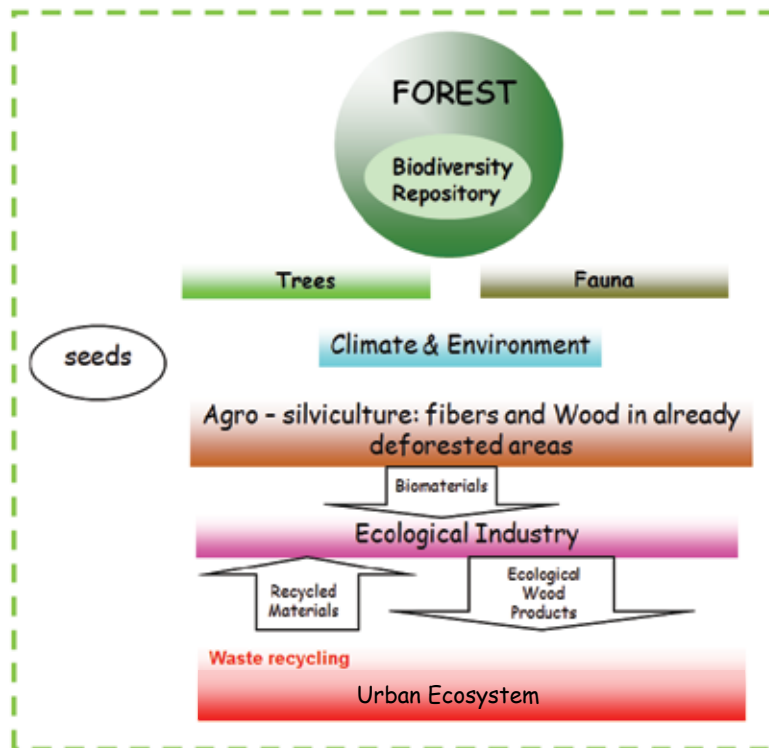 FOREST
Biodiversity
Repository
Trees
Fauna
seeds
Climate & Environment
Agro - silviculture: fibers and Wood in already
deforested areas
Biomaterials
Ecological Industry
Recycled
Materials
Ecological
Wood
Products
Waste recycling
Urban Ecosystem